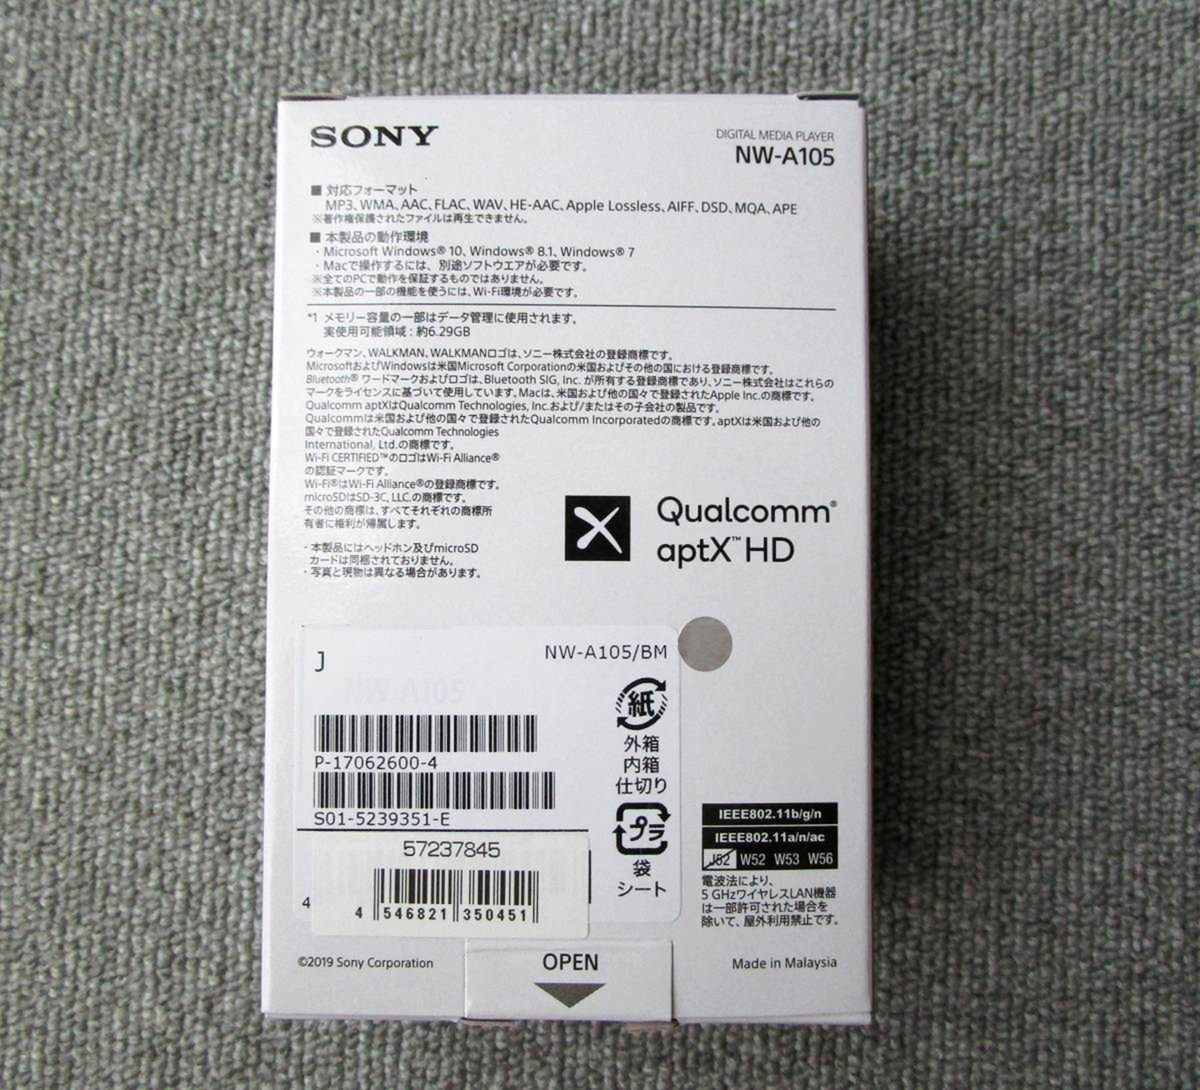 SONY
DIGITAL MEDIA PLAYER
NW-A105
■ 対応フォーマット
MP3、WMA、AAC、FLAC、WAV、HE-AAC、Apple Lossless、AIFF、DSD、MQA、APE
※著作権保護されたファイルは再生できません。
■ 本製品の動作環境
・Microsoft Windows® 10、Windows® 8.1、Windows® 7
・Macで操作するには、別途ソフトウエアが必要です。
※全てのPCで動作を保証するものではありません。
※本製品の一部の機能を使うには、Wi-Fi環境が必要です。
*1 メモリー容量の一部はデータ管理に使用されます。
実使用可能領域：約6.29GB
ウォークマン、WALKMAN、WALKMANロゴは、ソニー株式会社の登録商標です。
MicrosoftおよびWindowsは米国Microsoft Corporationの米国およびその他の国における登録商標です。
Bluetooth® ワードマークおよびロゴは、Bluetooth SIG, Inc. が所有する登録商標であり、ソニー株式会社はこれらの
マークをライセンスに基づいて使用しています。Macは、米国および他の国々で登録されたApple Inc.の商標です。
Qualcomm aptXはQualcomm Technologies, Inc.および/またはその子会社の製品です。
Qualcommは米国および他の国々で登録されたQualcomm Incorporatedの商標です。aptXは米国および他の
国々で登録されたQualcomm Technologies
International, Ltd.の商標です。
Wi-Fi CERTIFIED™のロゴはWi-Fi Alliance®
の認証マークです。
Wi-Fi®はWi-Fi Alliance®の登録商標です。
microSDはSD-3C, LLC.の商標です。
その他の商標は、すべてそれぞれの商標所
有者に権利が帰属します。
・本製品にはヘッドホン及びmicroSD
カードは同梱されておりません。
・写真と現物は異なる場合があります。
Qualcomm®
aptX™ HD
J
NW-A105/BM
NW-A105
紙
外箱
内箱
仕切り
P-17062600-4
S01-5239351-E
プラ
袋
シート
57237845
4
4 546821 350451
IEEE802.11b/g/n
IEEE802.11a/n/ac
J52 W52 W53 W56
電波法により、
5 GHzワイヤレスLAN機器
は一部許可された場合を
除いて、屋外利用禁止です。
©2019 Sony Corporation
OPEN
Made in Malaysia